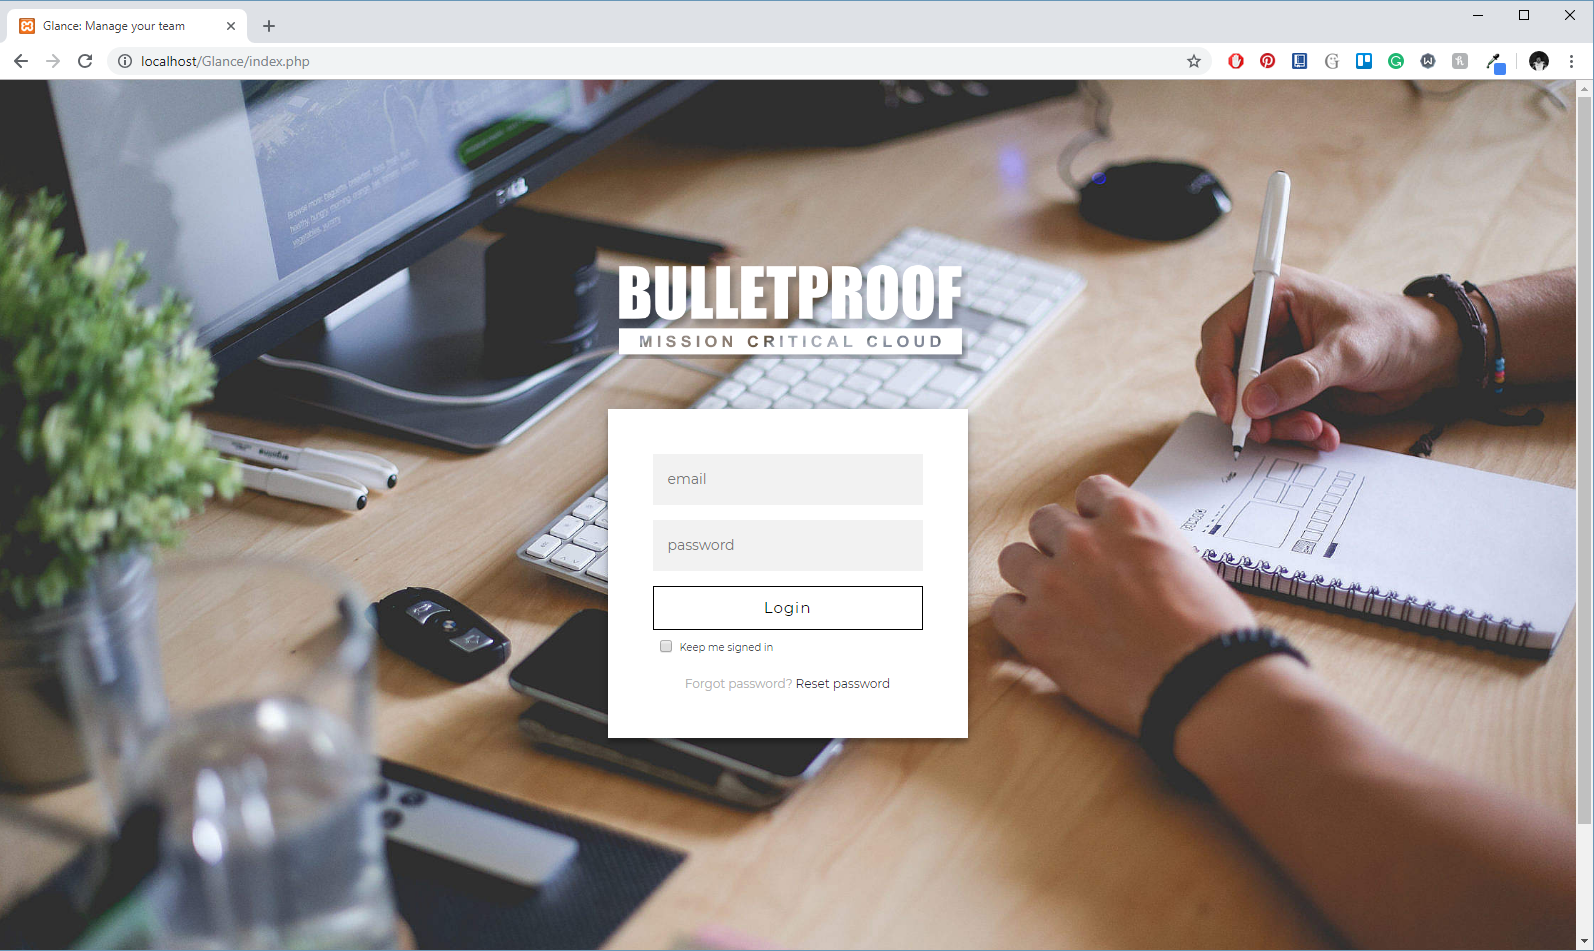 Glance: Manage your team
localhost/Glance/index.php
BULLETPROOF
MISSION CRITICAL CLOUD
email
password
Login
Keep me signed in
Forgot password? Reset password